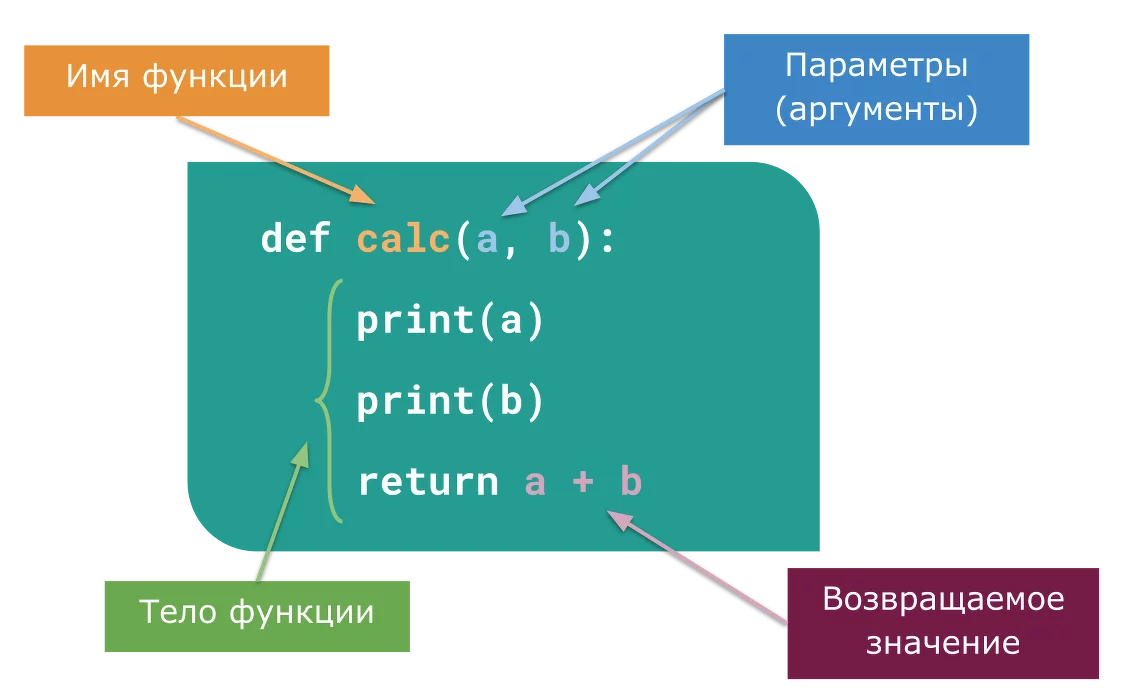 Имя функции
Параметры
(аргументы)
def calc(a, b):
print(a)
print(b)
return a + b
Тело функции
Возвращаемое
значение